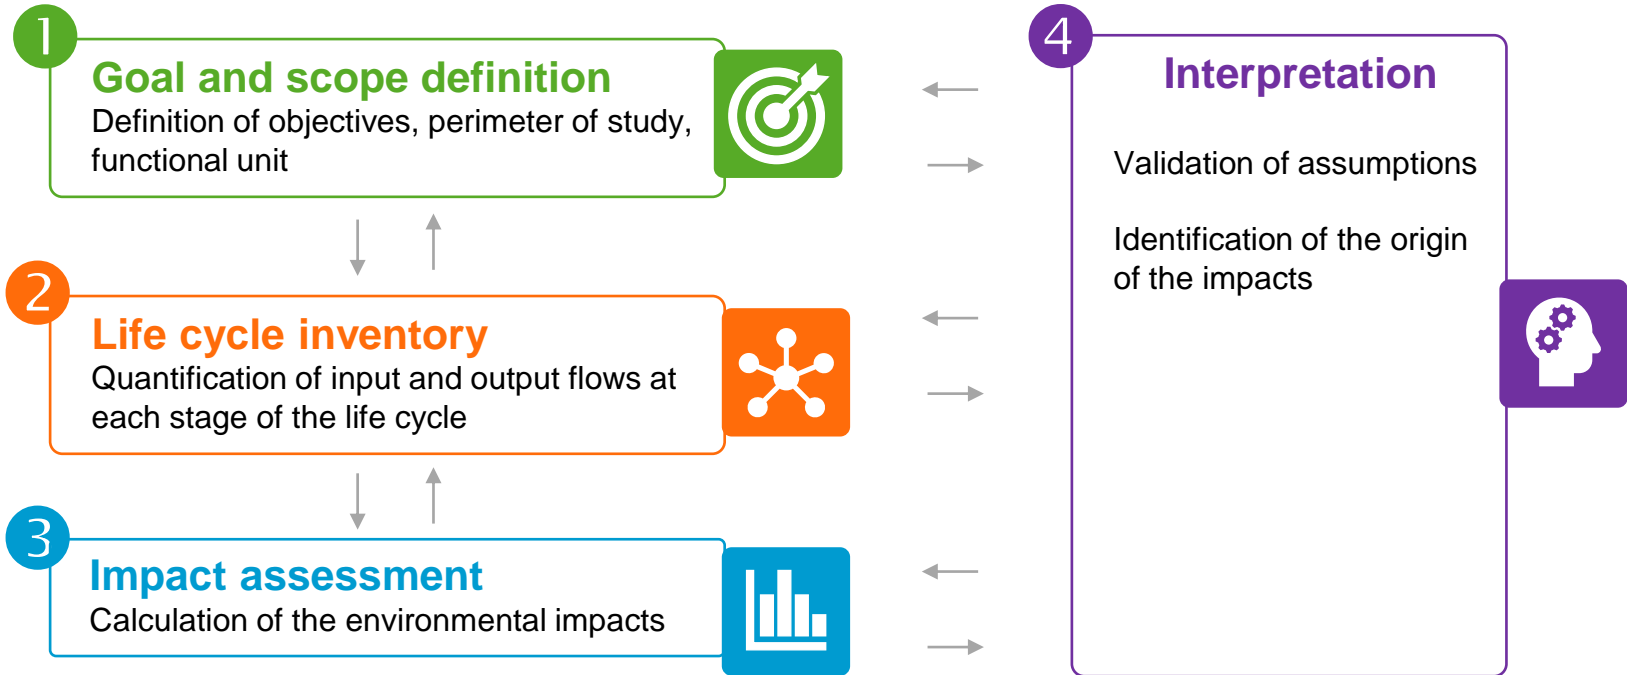 1
Goal and scope definition
Definition of objectives, perimeter of study,
functional unit
2
Life cycle inventory
Quantification of input and output flows at
each stage of the life cycle
3
Impact assessment
Calculation of the environmental impacts
4
Interpretation
Validation of assumptions
Identification of the origin
of the impacts